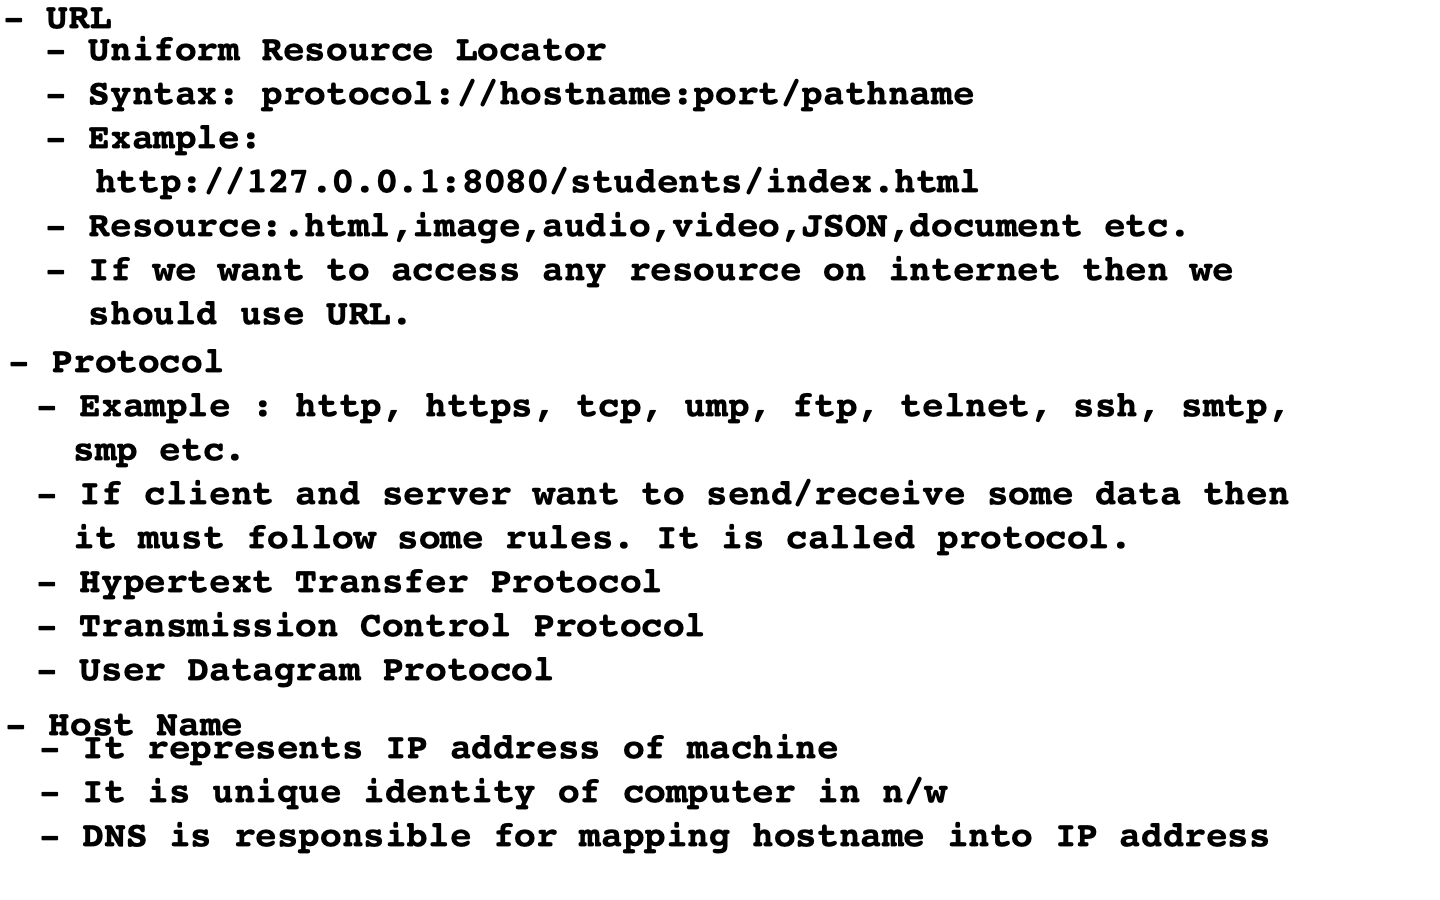 - URL
- Uniform Resource Locator
- Syntax: protocol://hostname:port/pathname
- Example:
http://127.0.0.1:8080/students/index.html
- Resource:.html,image,audio,video,JSON,document etc.
- If we want to access any resource on internet then we
should use URL.
- Protocol
- Example : http, https, tcp, ump, ftp, telnet, ssh, smtp,
smp etc.
- If client and server want to send/receive some data then
it must follow some rules. It is called protocol.
- Hypertext Transfer Protocol
- Transmission Control Protocol
- User Datagram Protocol
- Host Name
- It represents IP address of machine
- It is unique identity of computer in n/w
- DNS is responsible for mapping hostname into IP address